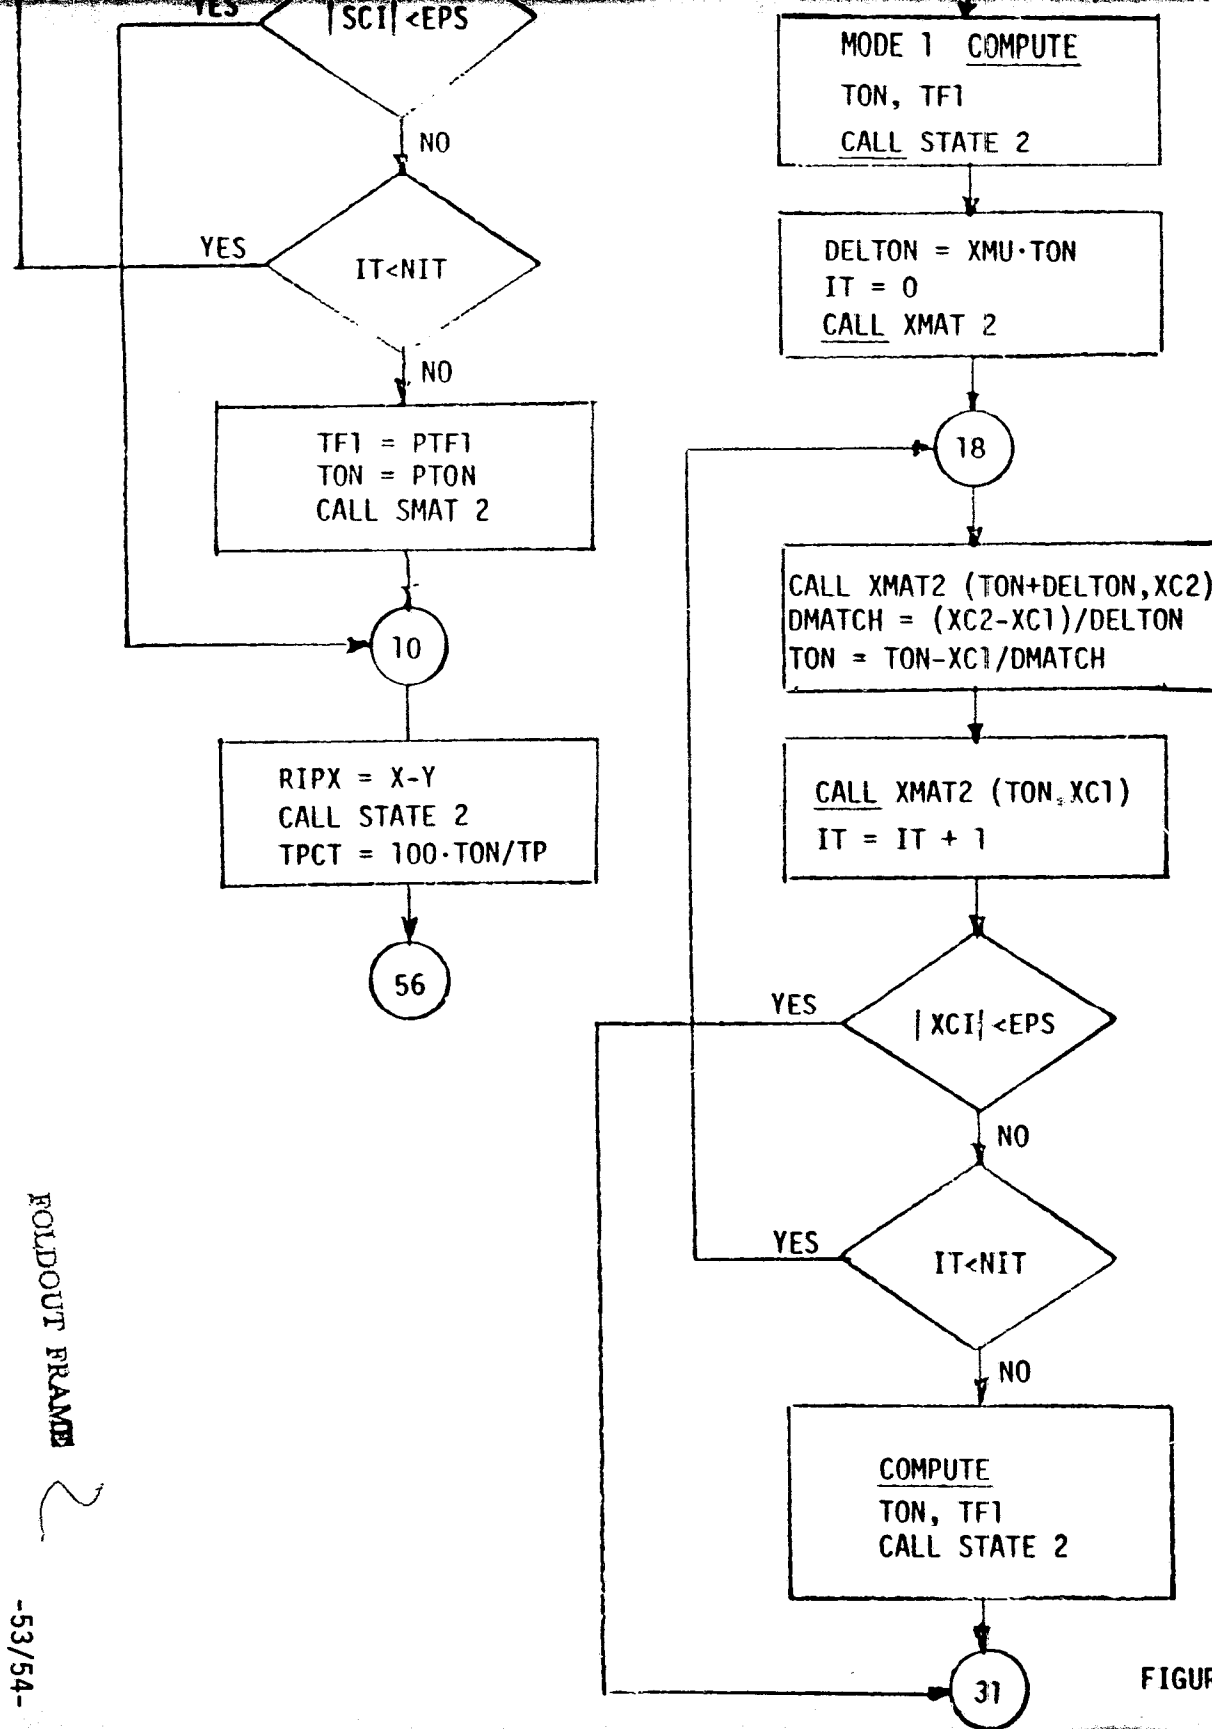 YES
|SCI|<EPS
NO
YES
IT<NIT
NO
TF1 = PTF1
TON = PTON
CALL SMAT 2
10
RIPX = X-Y
CALL STATE 2
TPCT = 100·TON/TP
56
MODE 1 COMPUTE
TON, TF1
CALL STATE 2
DELTON = XMU·TON
IT = 0
CALL XMAT 2
18
CALL XMAT2 (TON+DELTON,XC2)
DMATCH = (XC2-XC1)/DELTON
TON = TON-XC1/DMATCH
CALL XMAT2 (TON,XC1)
IT = IT + 1
YES
|XCI|<EPS
NO
YES
IT<NIT
NO
COMPUTE
TON, TF1
CALL STATE 2
31
FOLDOUT FRAME
-53/54-
FIGUR